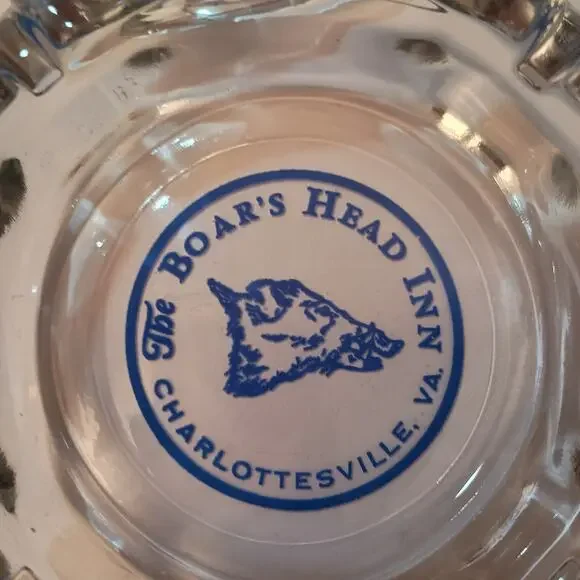 The BOAR'S HEAD INN
CHARLOTTESVILLE, VA.